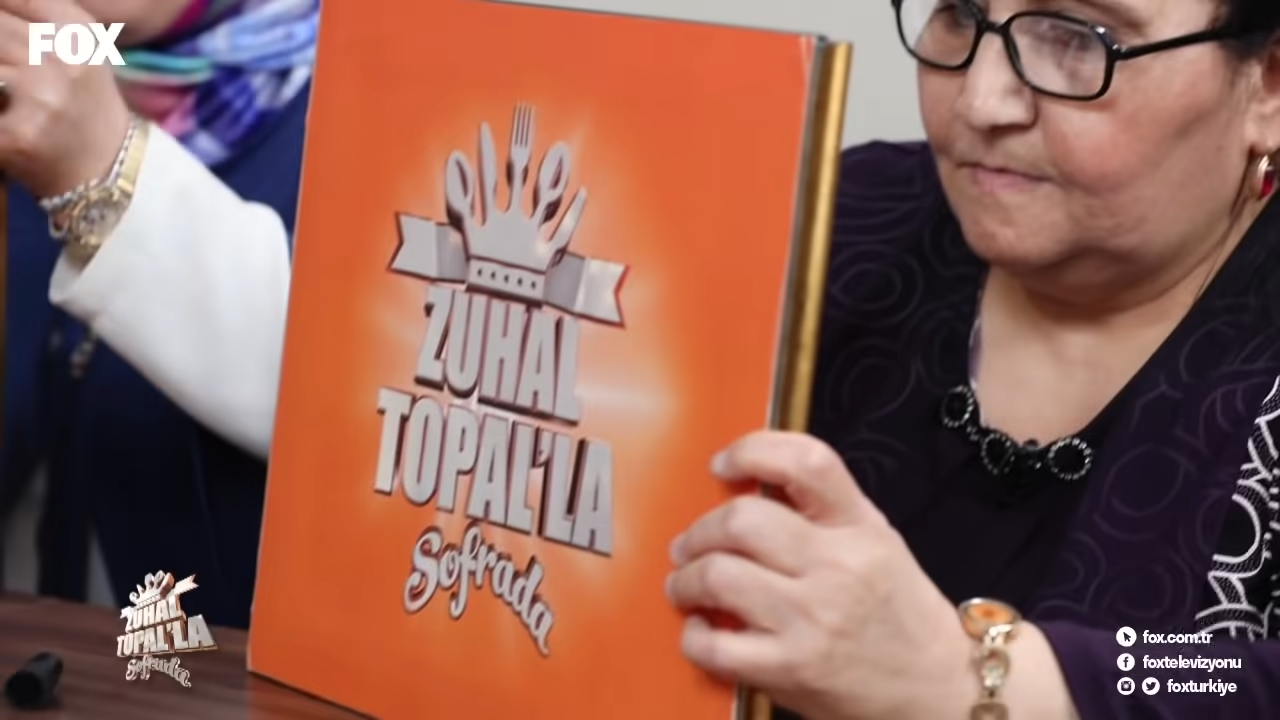 FOX
ZUHAL
TOPAL'LA
Sofrada
ZUHAL
TOPAL'LA
Sofrada
fox.com.tr
foxtelevizyonu
foxturkiye